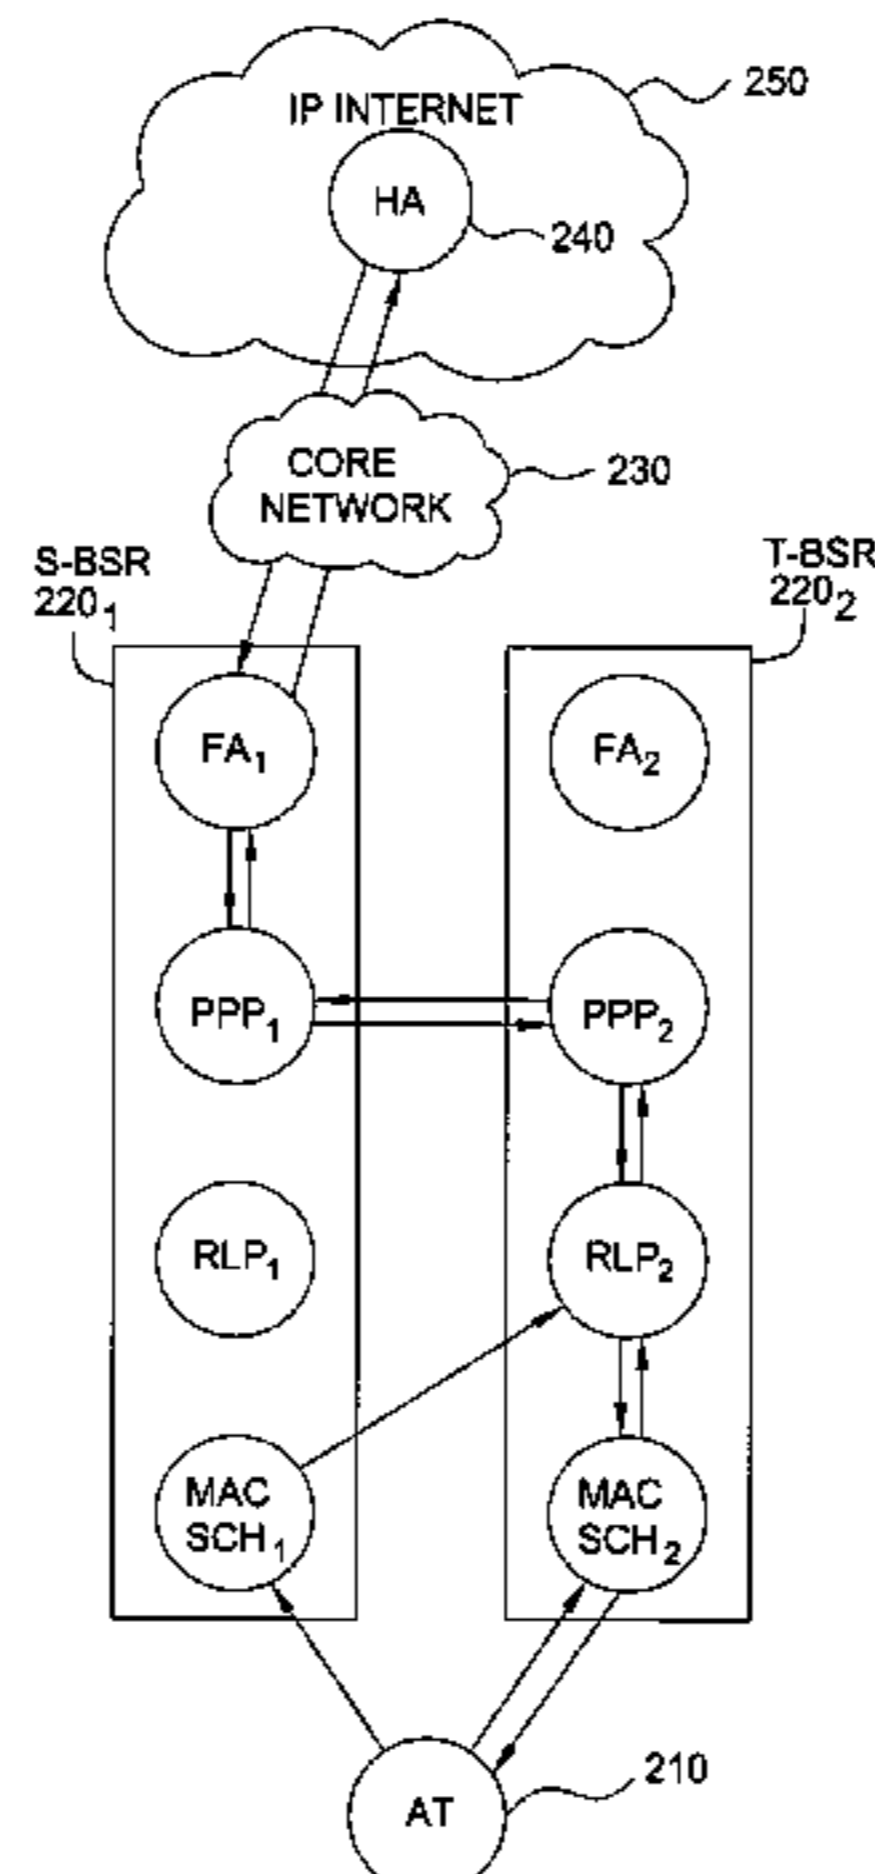 IP INTERNET
250
HA
240
CORE
NETWORK
230
S-BSR
220₁
T-BSR
220₂
FA₁
FA₂
PPP₁
PPP₂
RLP₁
RLP₂
MAC
SCH₁
MAC
SCH₂
AT
210